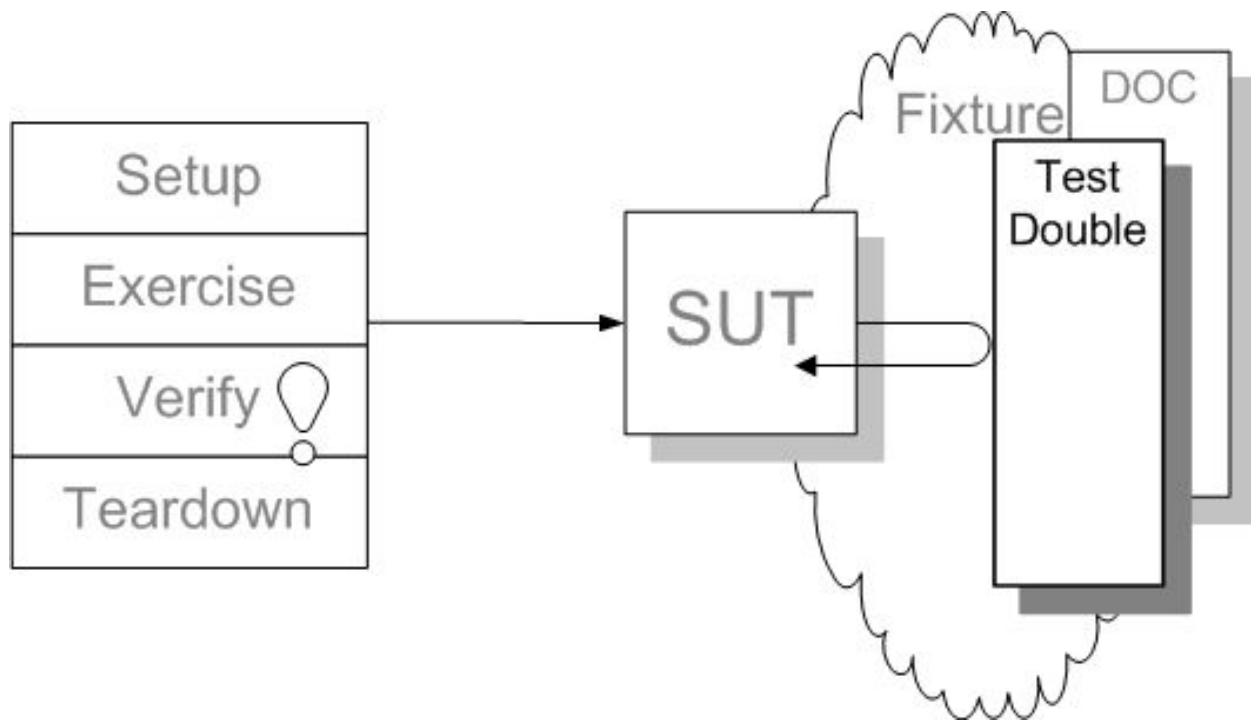 Setup
Exercise
Verify
Teardown
SUT
Fixture
DOC
Test
Double